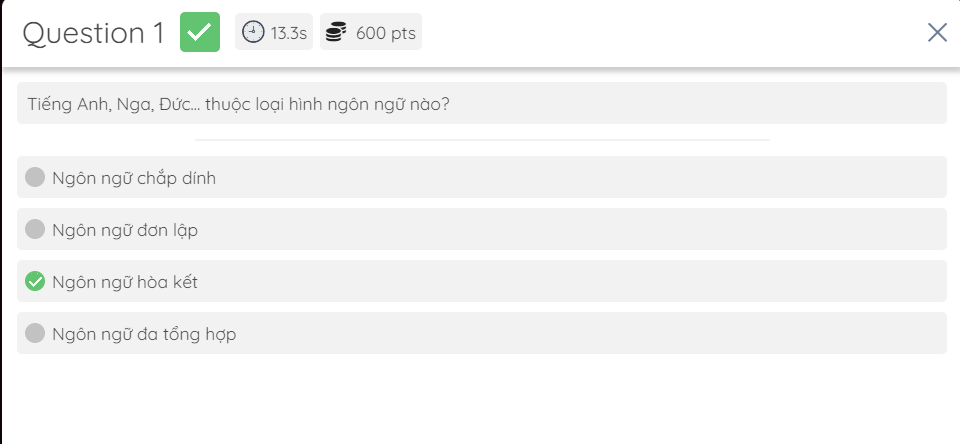 Question 1 13.3s 600 pts
Tiếng Anh, Nga, Đức... thuộc loại hình ngôn ngữ nào?
Ngôn ngữ chắp dính
Ngôn ngữ đơn lập
Ngôn ngữ hòa kết
Ngôn ngữ đa tổng hợp